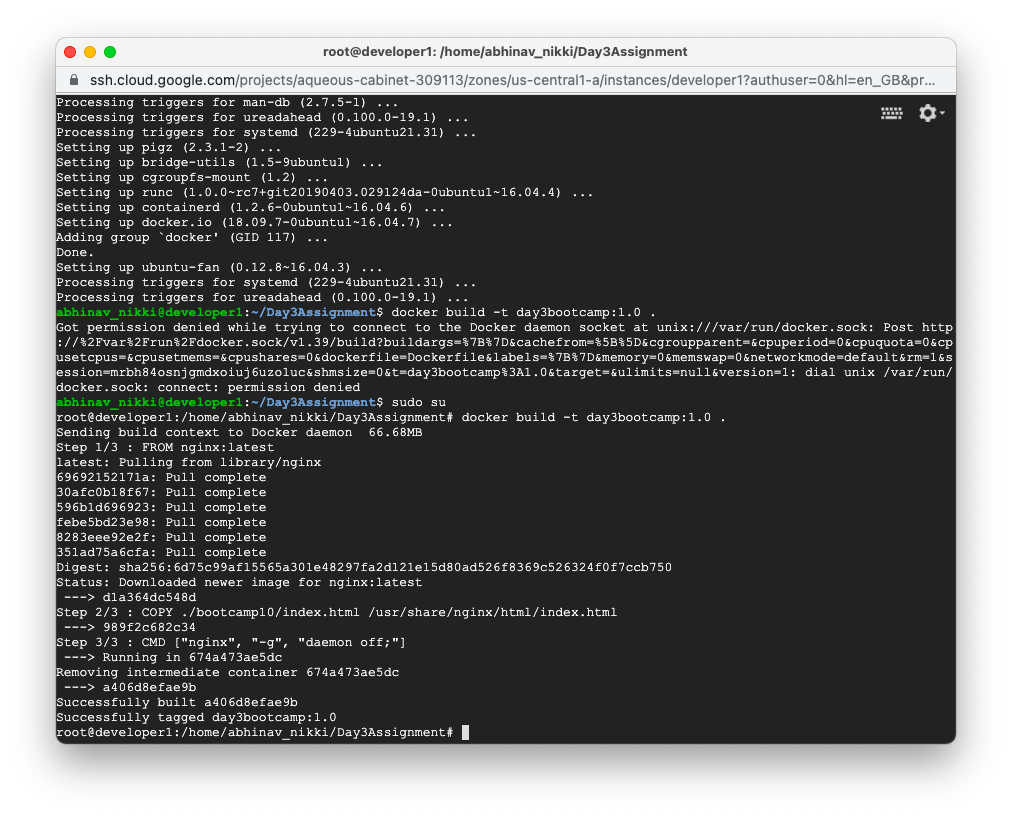 root@developer1: /home/abhinav_nikki/Day3Assignment
ssh.cloud.google.com/projects/aqueous-cabinet-309113/zones/us-central1-a/instances/developer1?authuser=0&hl=en_GB&pr...
Processing triggers for man-db (2.7.5-1) ...
Processing triggers for ureadahead (0.100.0-19.1) ...
Processing triggers for systemd (229-4ubuntu21.31) ...
Setting up pigz (2.3.1-2) ...
Setting up bridge-utils (1.5-9ubuntu1) ...
Setting up cgroupfs-mount (1.2) ...
Setting up runc (1.0.0~rc7+git20190403.029124da-0ubuntu1~16.04.4) ...
Setting up containerd (1.2.6-0ubuntu1~16.04.6) ...
Setting up docker.io (18.09.7-0ubuntu1~16.04.7) ...
Adding group `docker' (GID 117) ...
Done.
Setting up ubuntu-fan (0.12.8~16.04.3) ...
Processing triggers for systemd (229-4ubuntu21.31) ...
Processing triggers for ureadahead (0.100.0-19.1) ...
abhinav_nikki@developer1:~/Day3Assignment$ docker build -t day3bootcamp:1.0 .
Got permission denied while trying to connect to the Docker daemon socket at unix:///var/run/docker.sock: Post http
://%2Fvar%2Frun%2Fdocker.sock/v1.39/build?buildargs=%7B%7D&cachefrom=%5B%5D&cgroupparent=&cpuperiod=0&cpuquota=0&cp
usetcpus=&cpusetmems=&cpushares=0&dockerfile=Dockerfile&labels=%7B%7D&memory=0&memswap=0&networkmode=default&rm=1&s
ession=mrbh84osnjgmdxoiuj6uzo1uc&shmsize=0&t=day3bootcamp%3A1.0&target=&ulimits=null&version=1: dial unix /var/run/
docker.sock: connect: permission denied
abhinav_nikki@developer1:~/Day3Assignment$ sudo su
root@developer1:/home/abhinav_nikki/Day3Assignment# docker build -t day3bootcamp:1.0 .
Sending build context to Docker daemon  66.68MB
Step 1/3 : FROM nginx:latest
latest: Pulling from library/nginx
69692152171a: Pull complete
30afc0b18f67: Pull complete
596b1d696923: Pull complete
febe5bd23e98: Pull complete
8283eee92e2f: Pull complete
351ad75a6cfa: Pull complete
Digest: sha256:6d75c99af15565a301e48297fa2d121e15d80ad526f8369c526324f0f7ccb750
Status: Downloaded newer image for nginx:latest
 ---> d1a364dc548d
Step 2/3 : COPY ./bootcamp10/index.html /usr/share/nginx/html/index.html
 ---> 989f2c682c34
Step 3/3 : CMD ["nginx", "-g", "daemon off;"]
 ---> Running in 674a473ae5dc
Removing intermediate container 674a473ae5dc
 ---> a406d8efae9b
Successfully built a406d8efae9b
Successfully tagged day3bootcamp:1.0
root@developer1:/home/abhinav_nikki/Day3Assignment#